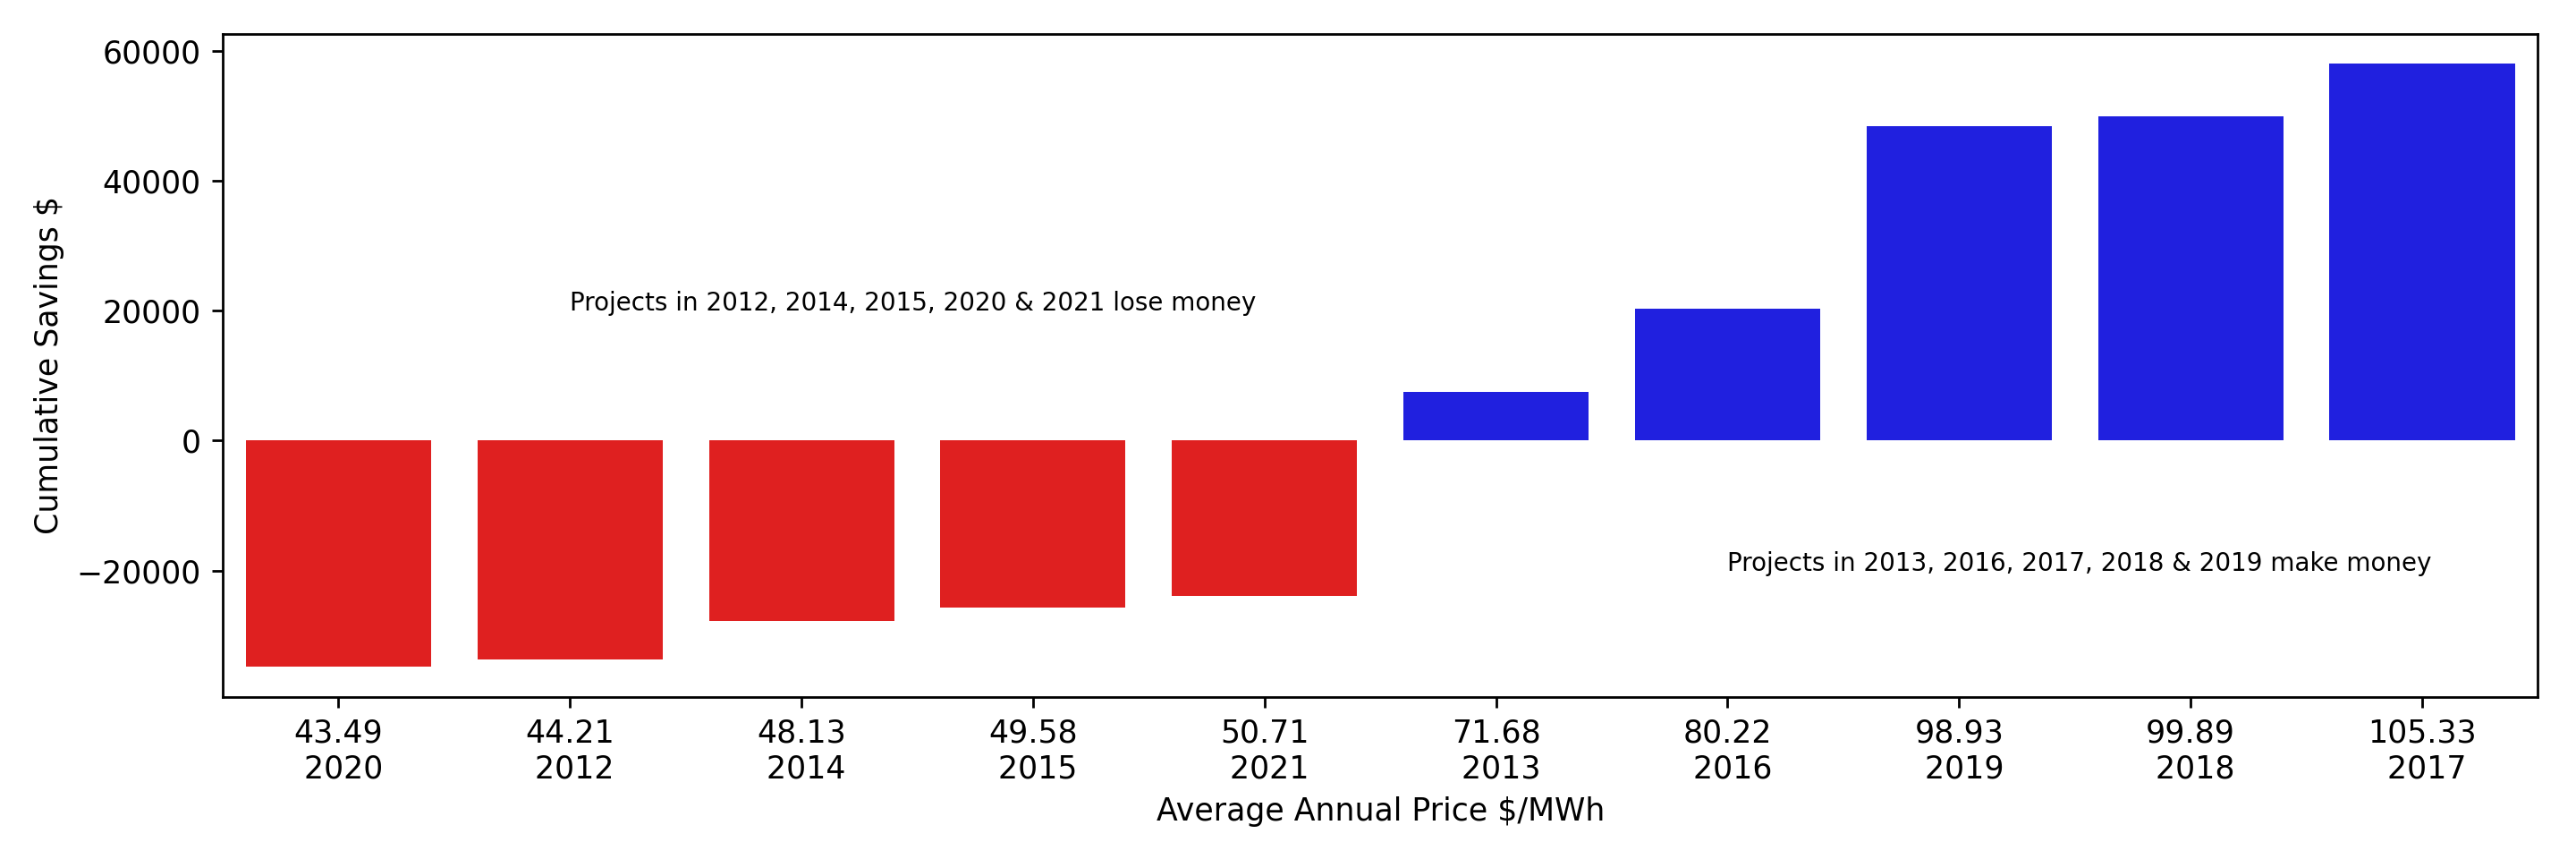 60000
40000
20000
0
−20000
Cumulative Savings $
Projects in 2012, 2014, 2015, 2020 & 2021 lose money
Projects in 2013, 2016, 2017, 2018 & 2019 make money
43.49 44.21 48.13 49.58 50.71 71.68 80.22 98.93 99.89 105.33
2020 2012 2014 2015 2021 2013 2016 2019 2018 2017
Average Annual Price $/MWh